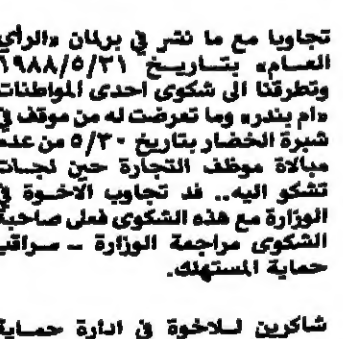 تجاوبا مع ما نشر في برلمان «الرأي
العام» بتاريخ ١٩٨٨/٥/٣١
وتطرقنا الى شكوى احدى المواطنات
«ام بندر» وما تعرضت له من موقف في
شبرة الخضار بتاريخ ٥/٣٠ من عدم
مبالاة موظف التجارة حين لجات
تشكو اليه.. قد تجاوب الاخوة في
الوزارة مع هذه الشكوى فعلى صاحبة
الشكوى مراجعة الوزارة – مراقب
حماية المستهلك.
شاكرين للاخوة في ادارة حماية